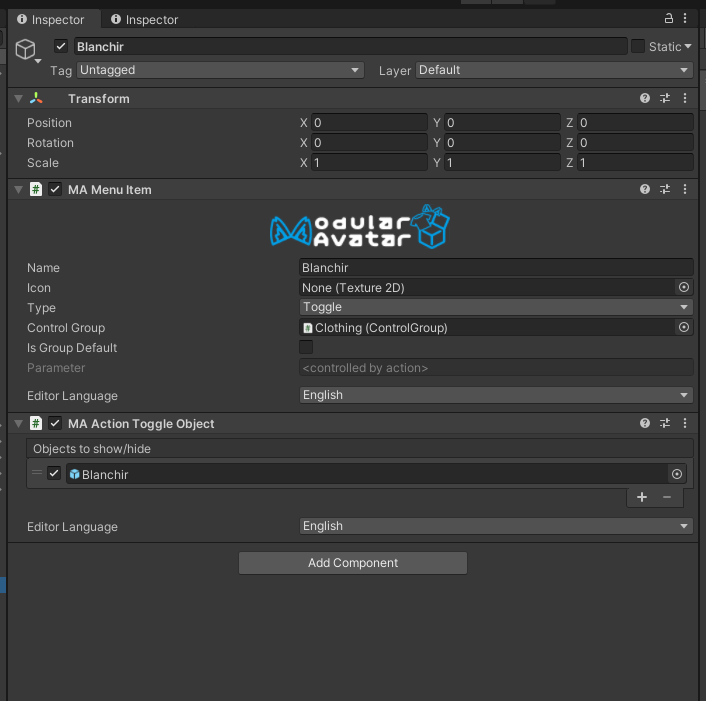 Inspector Inspector
Blanchir Static
Tag Untagged Layer Default
Transform
Position X 0 Y 0 Z 0
Rotation X 0 Y 0 Z 0
Scale X 1 Y 1 Z 1
# MA Menu Item
Modular
Avatar
Name Blanchir
Icon None (Texture 2D)
Type Toggle
Control Group # Clothing (ControlGroup)
Is Group Default
Parameter <controlled by action>
Editor Language English
# MA Action Toggle Object
Objects to show/hide
Blanchir
+ −
Editor Language English
Add Component